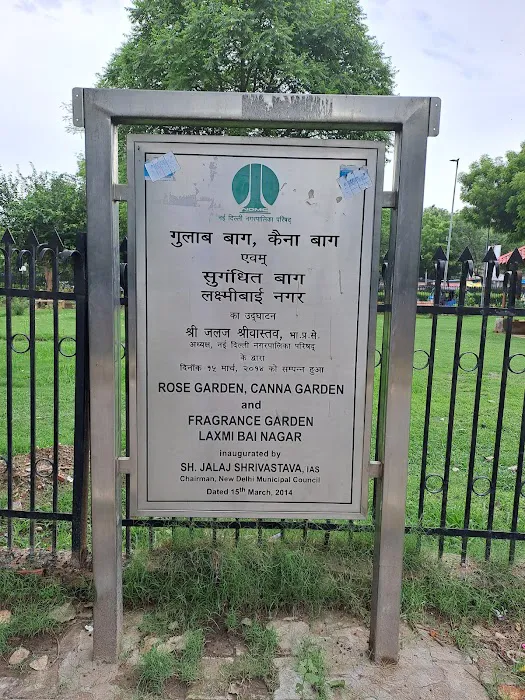 NDMC
नई दिल्ली नगरपालिका परिषद्
गुलाब बाग, कैना बाग
एवमृ
सुगंधित बाग
लक्ष्मीबाई नगर
का उद्घाटन
श्री जलज श्रीवास्तव, भा.प्र.से.
अध्यक्ष, नई दिल्ली नगरपालिका परिषद्
के द्वारा
दिनाँक १५ मार्च, २०१४ को सम्पन्न हुआ
ROSE GARDEN, CANNA GARDEN
and
FRAGRANCE GARDEN
LAXMI BAI NAGAR
inaugurated by
SH. JALAJ SHRIVASTAVA, IAS
Chairman, New Delhi Municipal Council
Dated 15th March, 2014